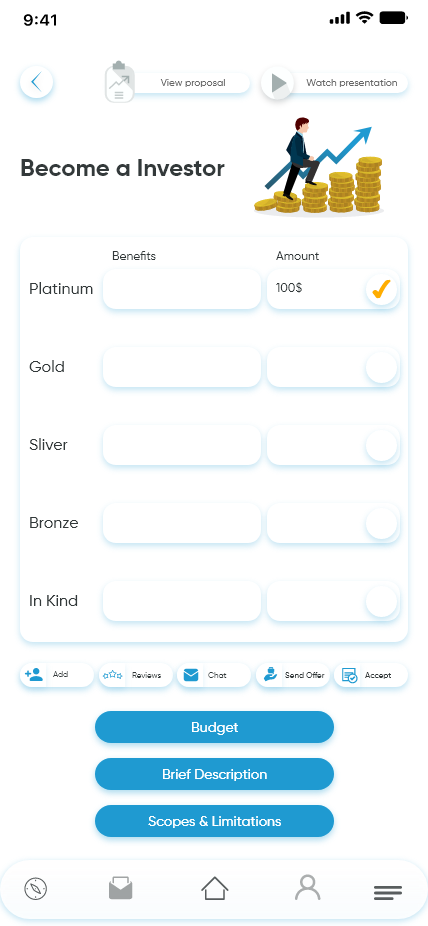 9:41
View proposal
Watch presentation
Become a Investor
Benefits
Amount
Platinum
100$
Gold
Sliver
Bronze
In Kind
Add
Reviews
Chat
Send Offer
Accept
Budget
Brief Description
Scopes & Limitations